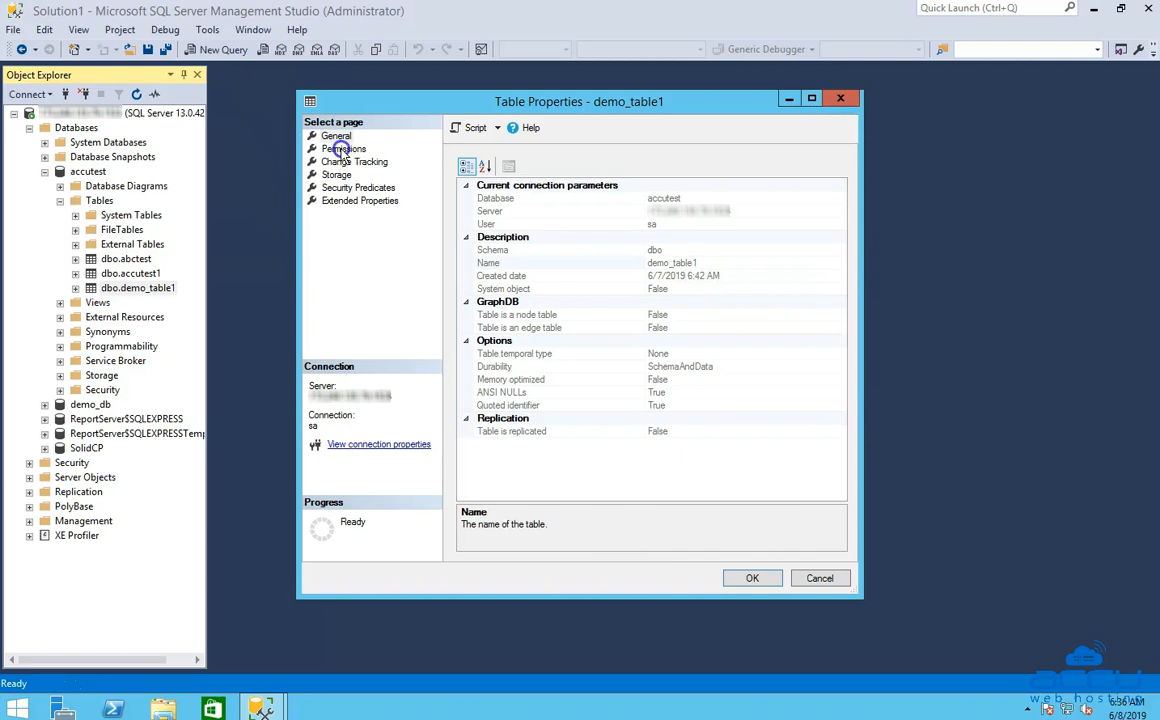 Solution1 - Microsoft SQL Server Management Studio (Administrator)
Quick Launch (Ctrl+Q)
File Edit View Project Debug Tools Window Help
New Query
Generic Debugger
Object Explorer
Connect
(SQL Server 13.0.42
Databases
System Databases
Database Snapshots
accutest
Database Diagrams
Tables
System Tables
FileTables
External Tables
dbo.abctest
dbo.accutest1
dbo.demo_table1
Views
External Resources
Synonyms
Programmability
Service Broker
Storage
Security
demo_db
ReportServer$SQLEXPRESS
ReportServer$SQLEXPRESSTemp
SolidCP
Security
Server Objects
Replication
PolyBase
Management
XE Profiler
Table Properties - demo_table1
Select a page
General
Permissions
Change Tracking
Storage
Security Predicates
Extended Properties
Connection
Server:
Connection:
sa
View connection properties
Progress
Ready
Script Help
Current connection parameters
Database accutest
Server
User sa
Description
Schema dbo
Name demo_table1
Created date 6/7/2019 6:42 AM
System object False
GraphDB
Table is a node table False
Table is an edge table False
Options
Table temporal type None
Durability SchemaAndData
Memory optimized False
ANSI NULLs True
Quoted identifier True
Replication
Table is replicated False
Name
The name of the table.
OK Cancel
Ready
accu
web hosting
6:36 AM
6/8/2019